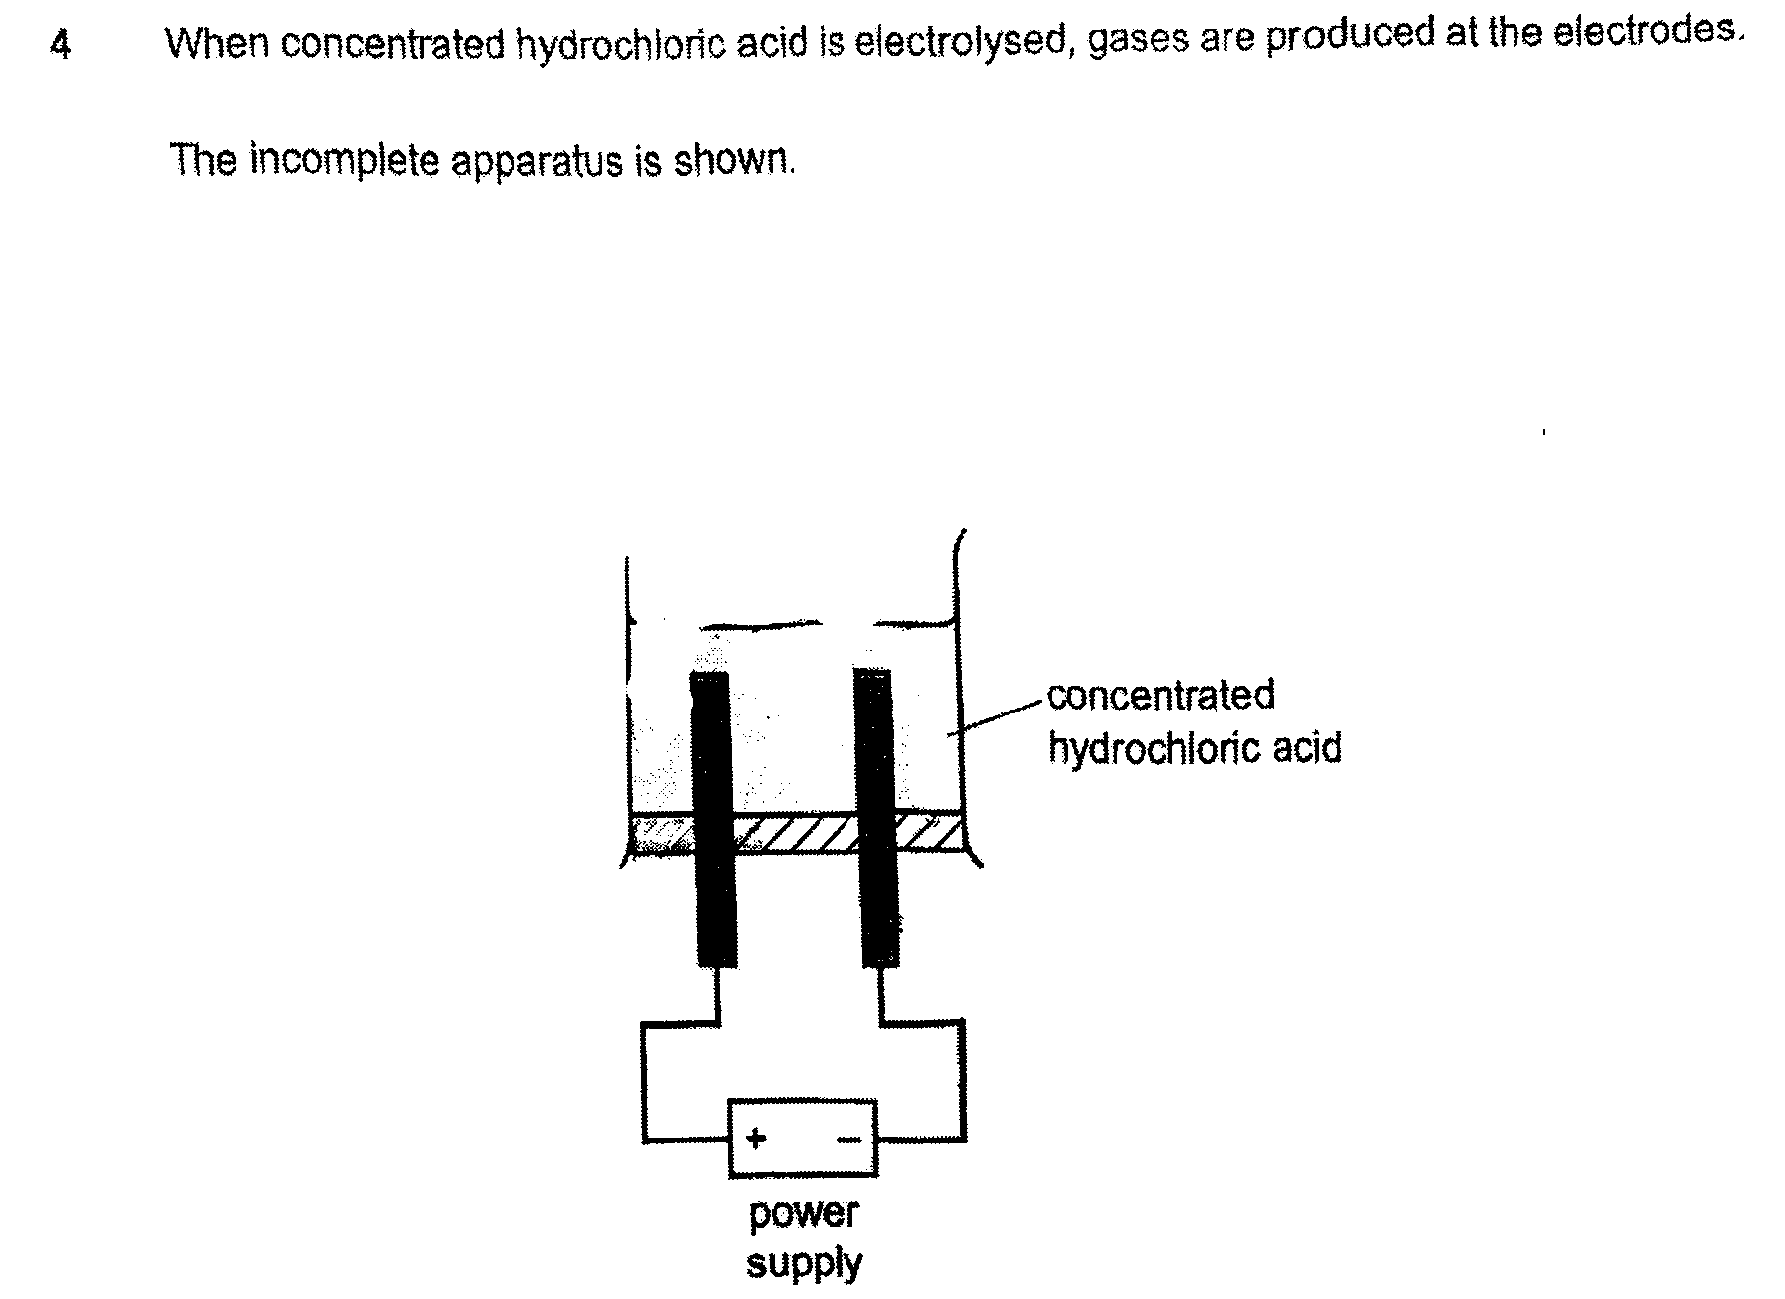 4 When concentrated hydrochloric acid is electrolysed, gases are produced at the electrodes.
The incomplete apparatus is shown.
concentrated
hydrochloric acid
+ −
power
supply